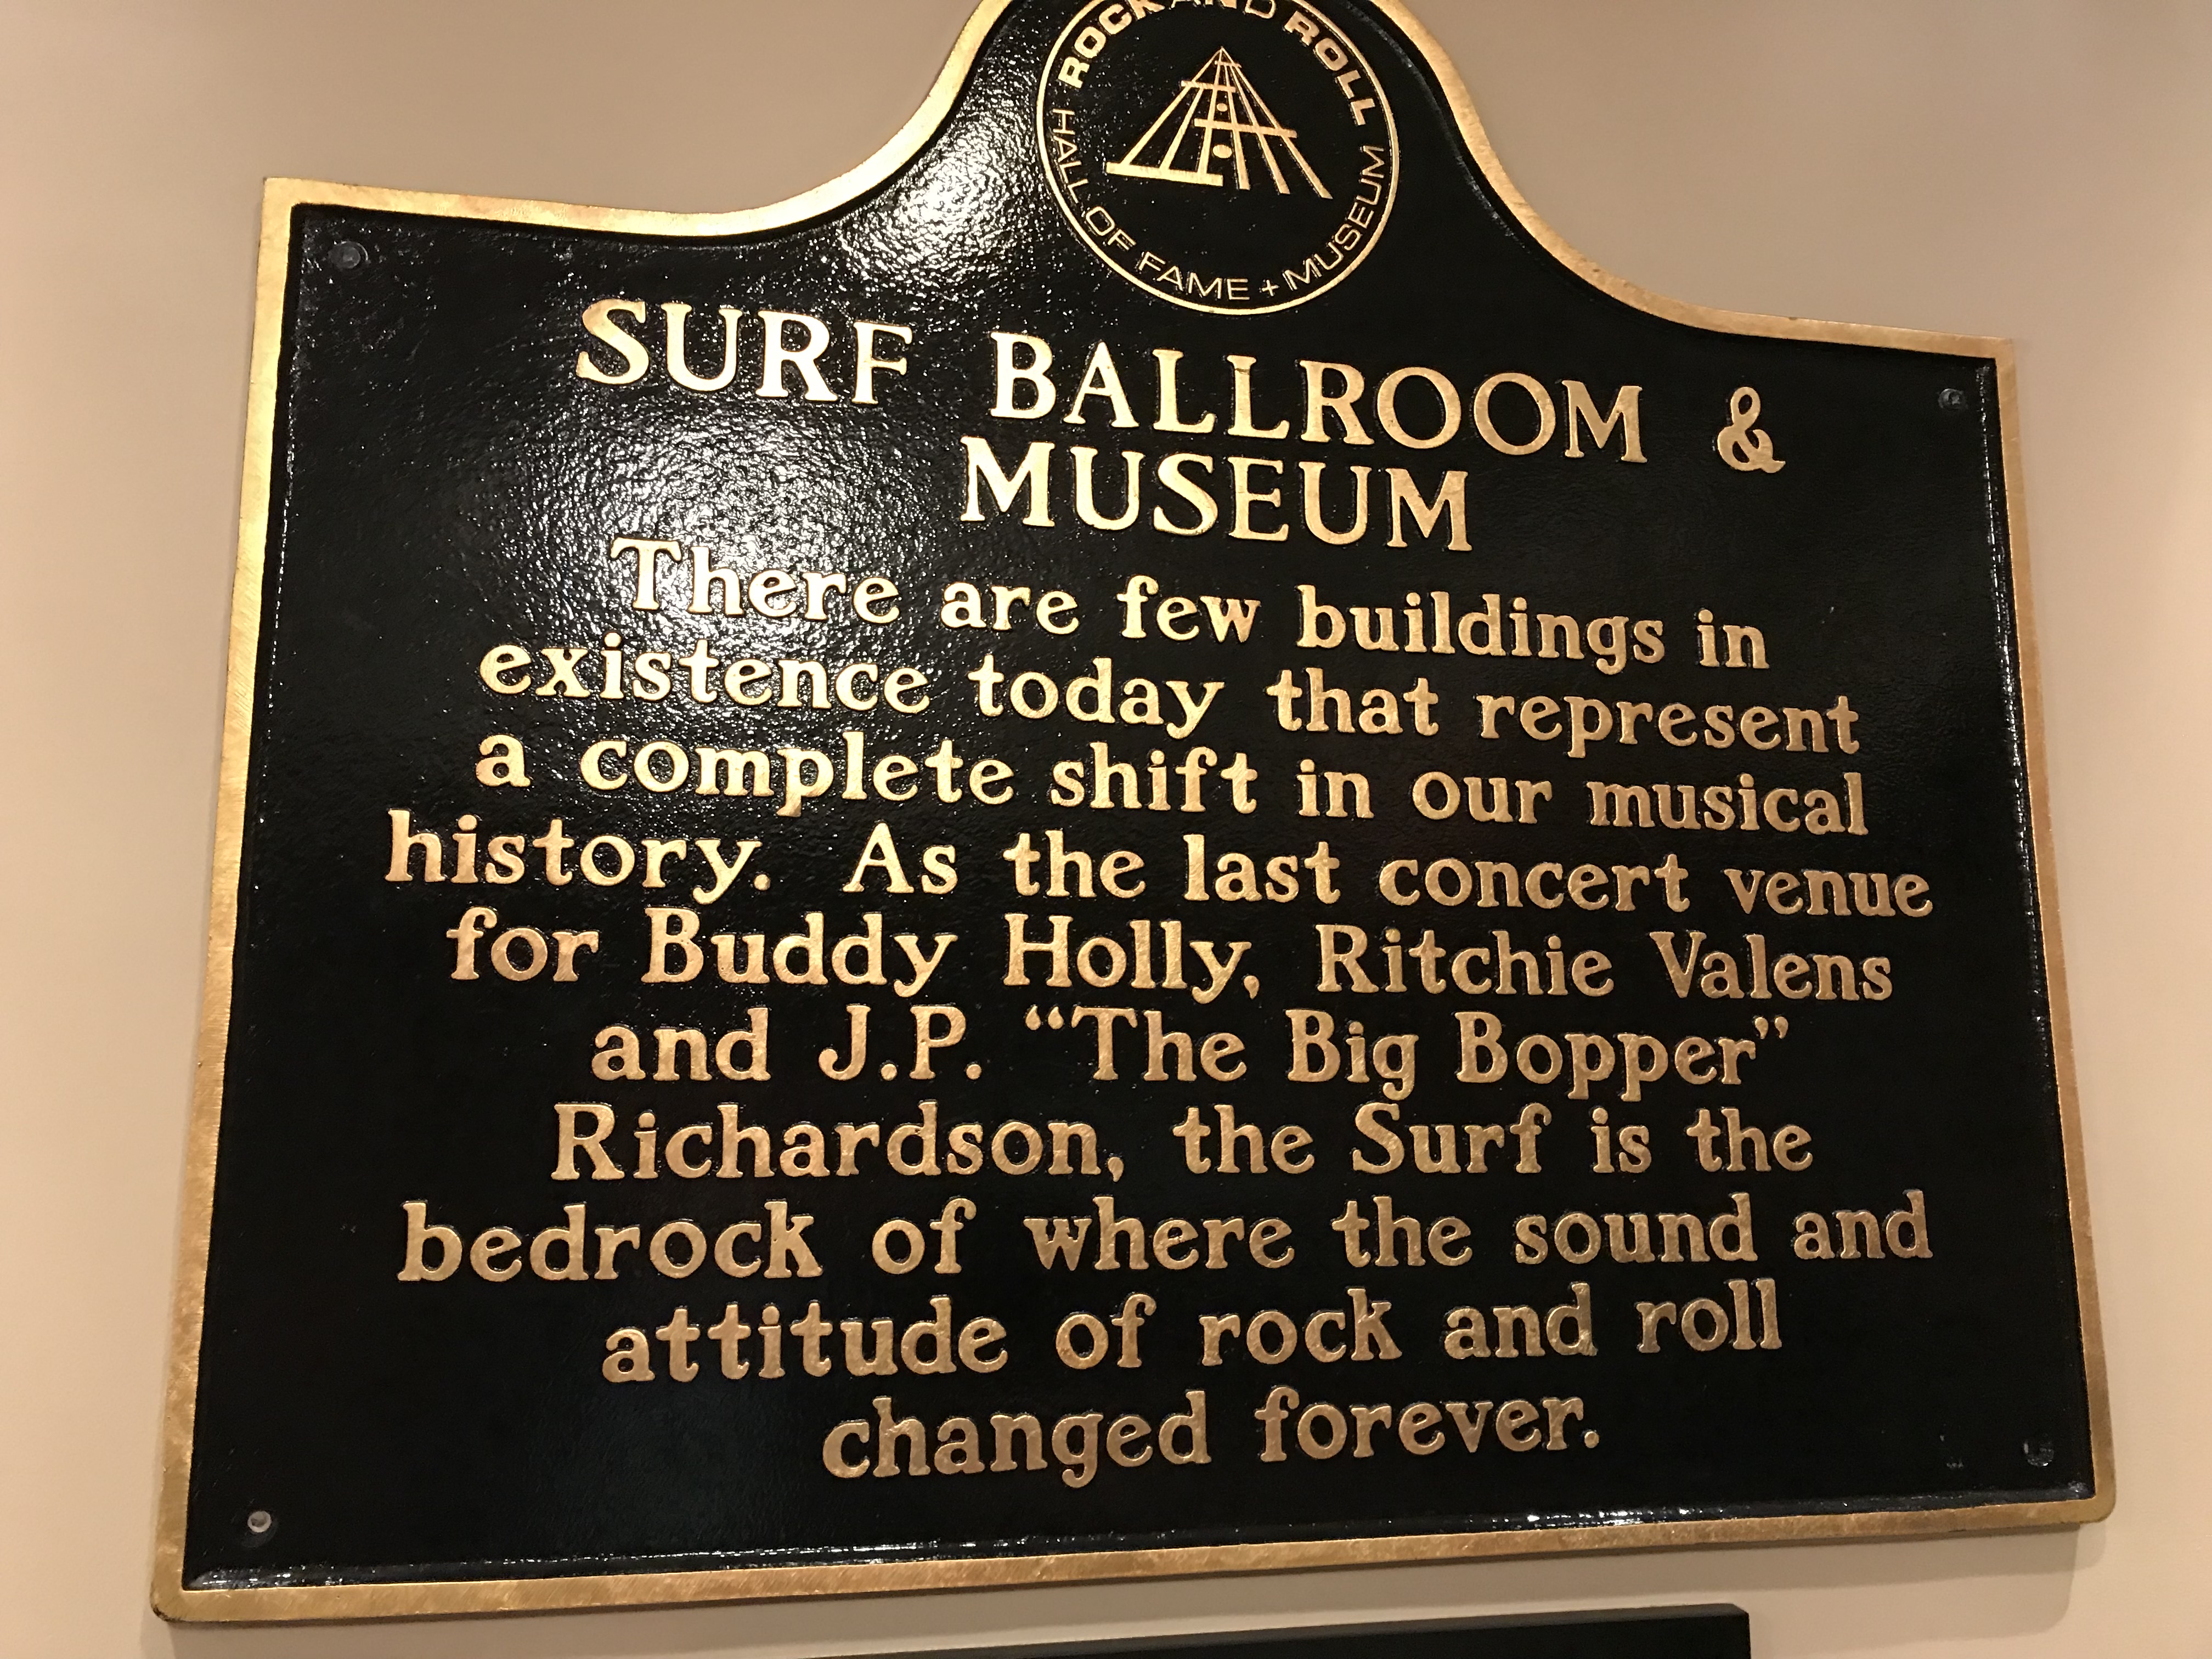 ROCK AND ROLL
HALL OF FAME + MUSEUM
SURF BALLROOM &
MUSEUM
There are few buildings in
existence today that represent
a complete shift in our musical
history. As the last concert venue
for Buddy Holly, Ritchie Valens
and J.P. “The Big Bopper”
Richardson, the Surf is the
bedrock of where the sound and
attitude of rock and roll
changed forever.